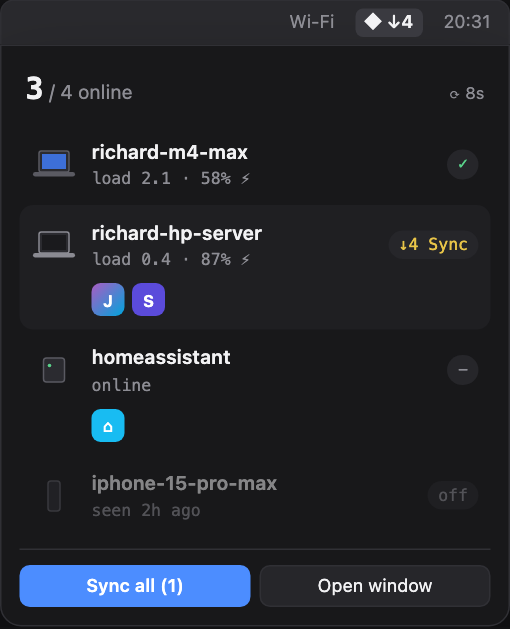 Wi-Fi ◆ ↓4 20:31
3 / 4 online ⟳ 8s
richard-m4-max
load 2.1 · 58% ⚡ ✓
richard-hp-server
load 0.4 · 87% ⚡ ↓4 Sync
J S
homeassistant
online –
⌂
iphone-15-pro-max
seen 2h ago off
Sync all (1) Open window